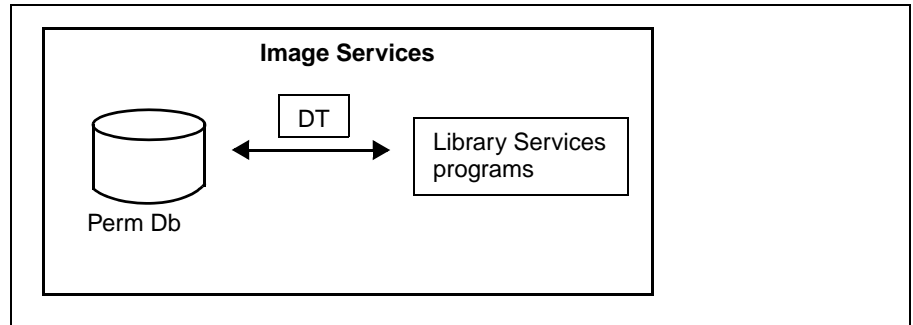 Image Services
DT
Library Services
programs
Perm Db